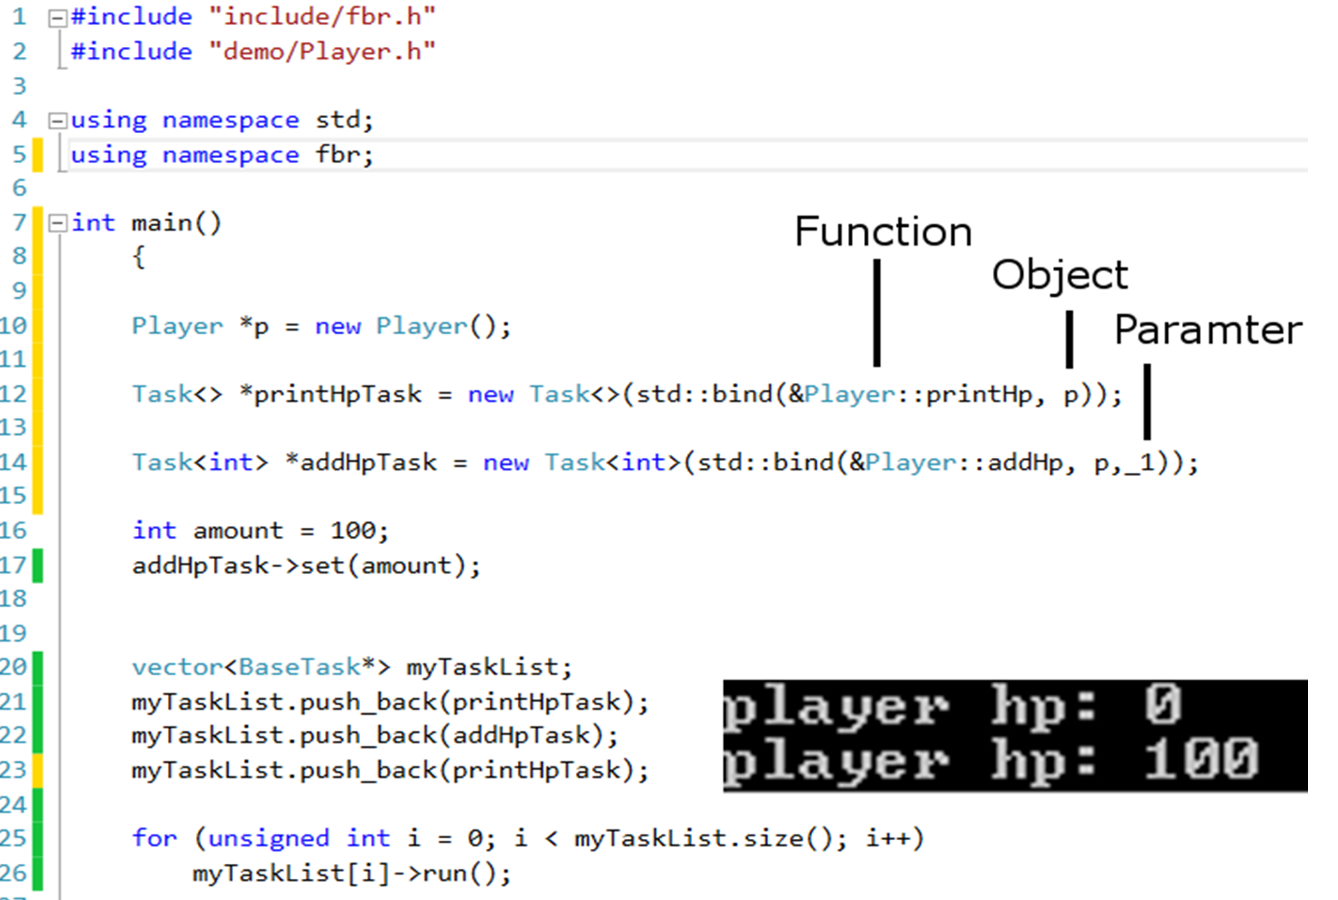 1 #include "include/fbr.h"
2 #include "demo/Player.h"
3
4 using namespace std;
5 using namespace fbr;
6
7 int main()
8 {
9
10 Player *p = new Player();
11
12 Task<> *printHpTask = new Task<>(std::bind(&Player::printHp, p));
13
14 Task<int> *addHpTask = new Task<int>(std::bind(&Player::addHp, p,_1));
15
16 int amount = 100;
17 addHpTask->set(amount);
18
19
20 vector<BaseTask*> myTaskList;
21 myTaskList.push_back(printHpTask);
22 myTaskList.push_back(addHpTask);
23 myTaskList.push_back(printHpTask);
24
25 for (unsigned int i = 0; i < myTaskList.size(); i++)
26 myTaskList[i]->run();
Function
Object
Paramter
player hp: 0
player hp: 100